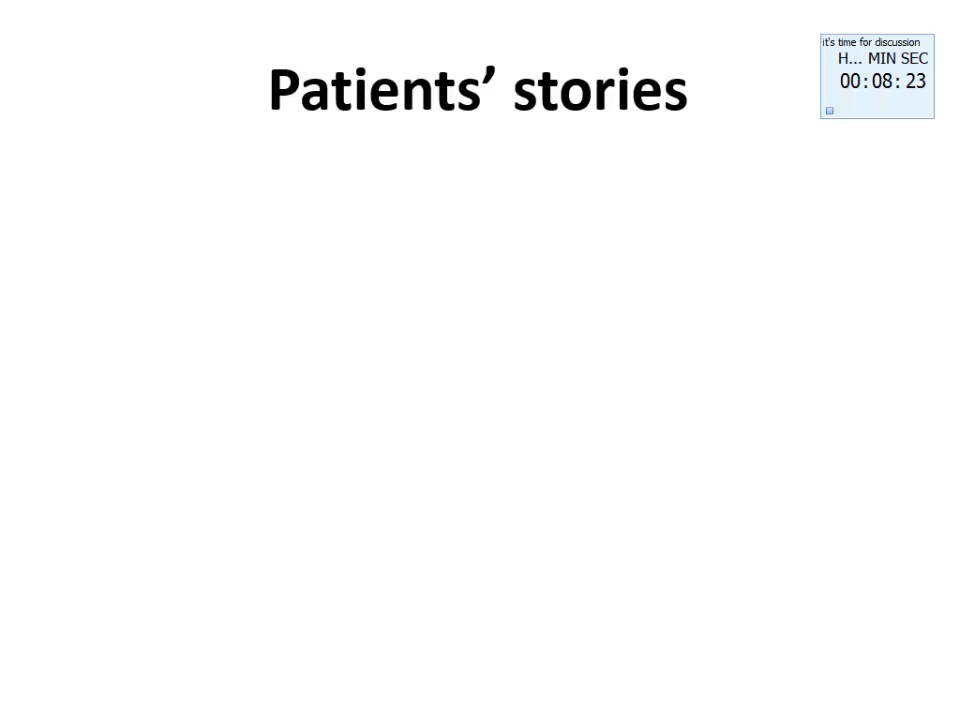 Patients’ stories
it's time for discussion
H... MIN SEC
00:08:23